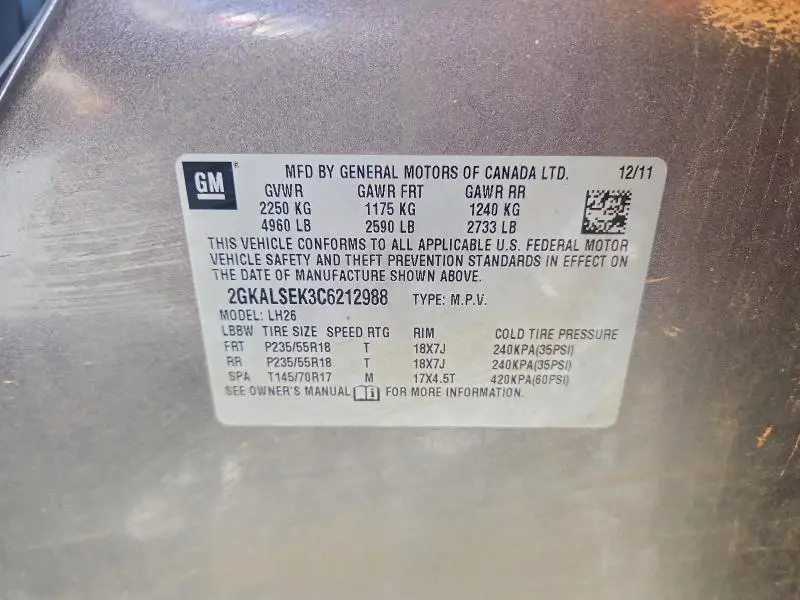 GM MFD BY GENERAL MOTORS OF CANADA LTD. 12/11
GVWR GAWR FRT GAWR RR
2250 KG 1175 KG 1240 KG
4960 LB 2590 LB 2733 LB
THIS VEHICLE CONFORMS TO ALL APPLICABLE U.S. FEDERAL MOTOR
VEHICLE SAFETY AND THEFT PREVENTION STANDARDS IN EFFECT ON
THE DATE OF MANUFACTURE SHOWN ABOVE.
2GKALSEK3C6212988 TYPE: M.P.V.
MODEL: LH26
LBBW TIRE SIZE SPEED RTG RIM COLD TIRE PRESSURE
FRT P235/55R18 T 18X7J 240KPA(35PSI)
RR P235/55R18 T 18X7J 240KPA(35PSI)
SPA T145/70R17 M 17X4.5T 420KPA(60PSI)
SEE OWNER'S MANUAL FOR MORE INFORMATION.